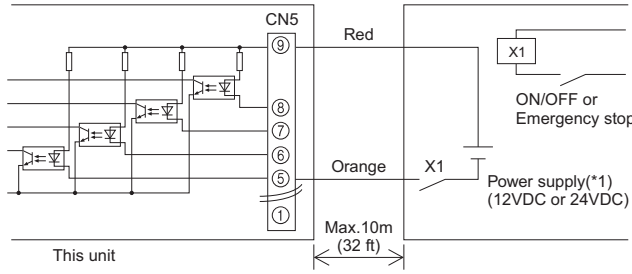 CN5
⑨
Red
X1
ON/OFF or
Emergency stop
⑧
⑦
⑥
Orange
X1
⑤
Power supply(*1)
(12VDC or 24VDC)
①
Max.10m
(32 ft)
This unit